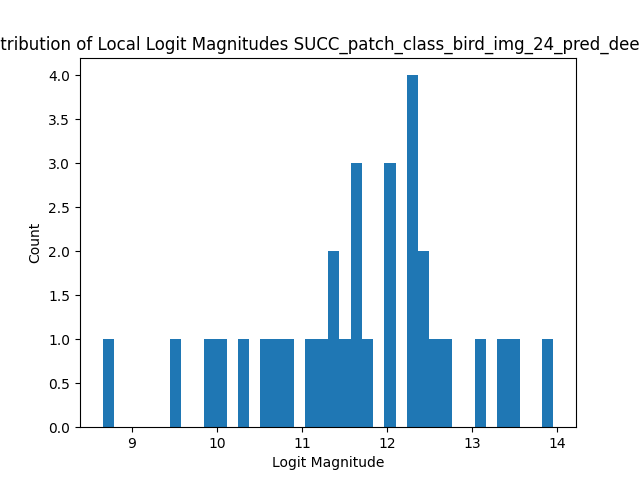 tribution of Local Logit Magnitudes SUCC_patch_class_bird_img_24_pred_dee
4.0
3.5
3.0
2.5
2.0
1.5
1.0
0.5
0.0
Count
9 10 11 12 13 14
Logit Magnitude